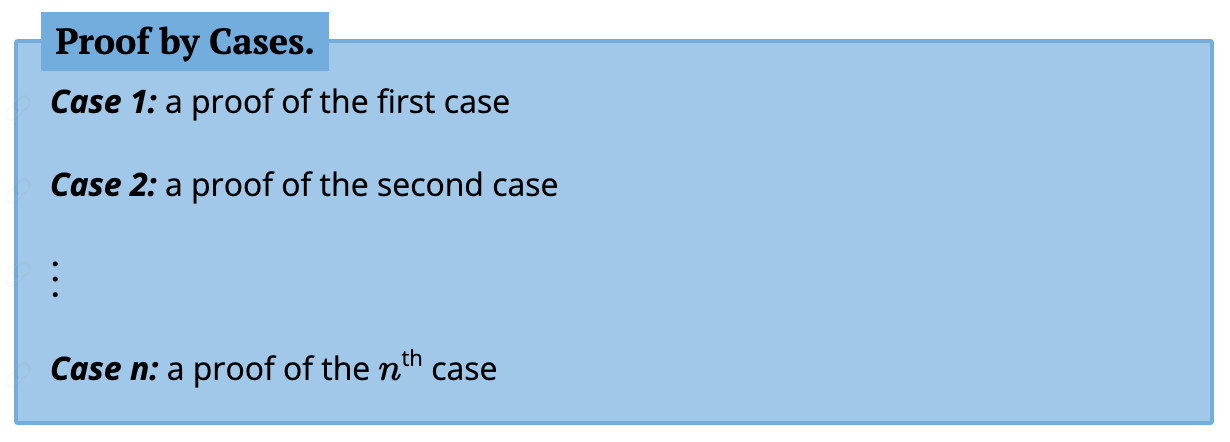 Proof by Cases.
Case 1: a proof of the first case
Case 2: a proof of the second case
⋮
Case n: a proof of the nth case